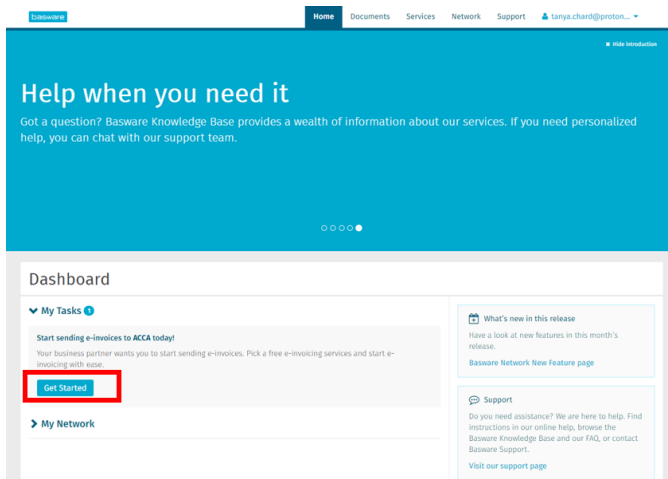 basware
Home Documents Services Network Support tanya.chard@proton...
Hide Introduction
Help when you need it
Got a question? Basware Knowledge Base provides a wealth of information about our services. If you need personalized
help, you can chat with our support team.
Dashboard
My Tasks 1
Start sending e-invoices to ACCA today!
Your business partner wants you to start sending e-invoices. Pick a free e-invoicing services and start e-
invoicing with ease.
Get Started
My Network
What's new in this release
Have a look at new features in this month's
release.
Basware Network New Feature page
Support
Do you need assistance? We are here to help. Find
instructions in our online help, browse the
Basware Knowledge Base and our FAQ, or contact
Basware Support.
Visit our support page